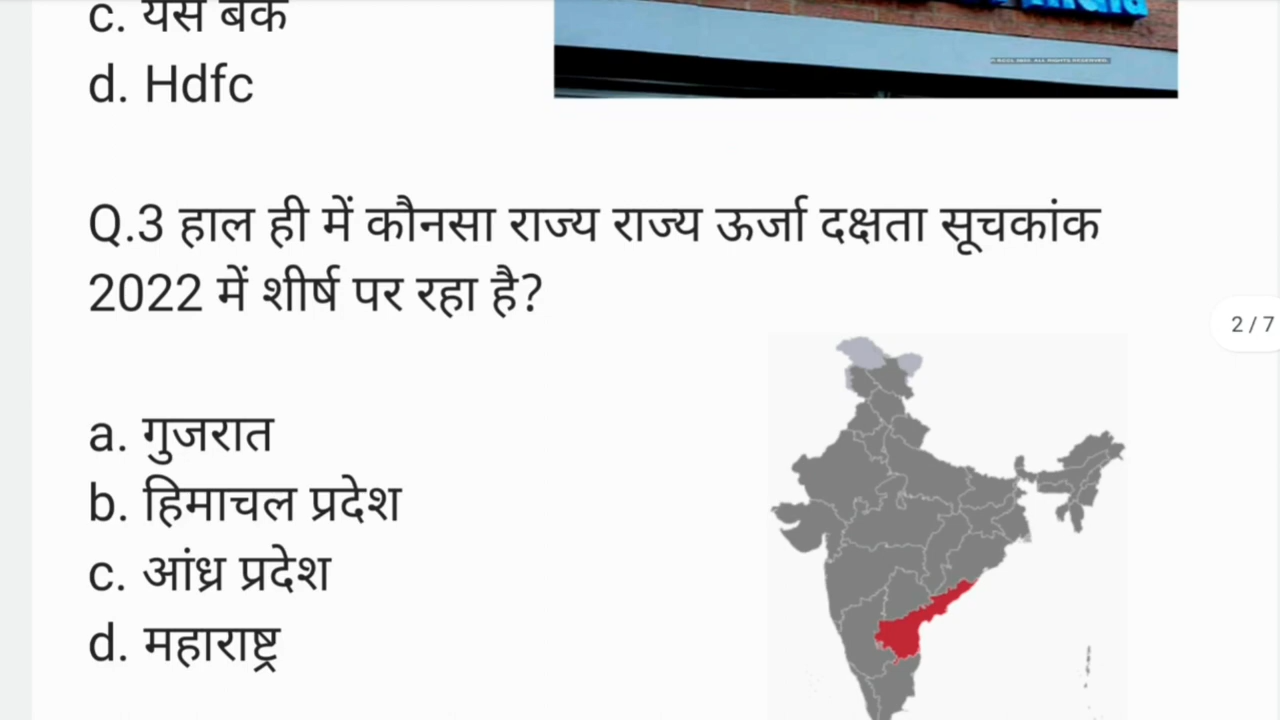 c. यस बैंक
d. Hdfc
Q.3 हाल ही में कौनसा राज्य राज्य ऊर्जा दक्षता सूचकांक
2022 में शीर्ष पर रहा है?
2 / 7
a. गुजरात
b. हिमाचल प्रदेश
c. आंध्र प्रदेश
d. महाराष्ट्र